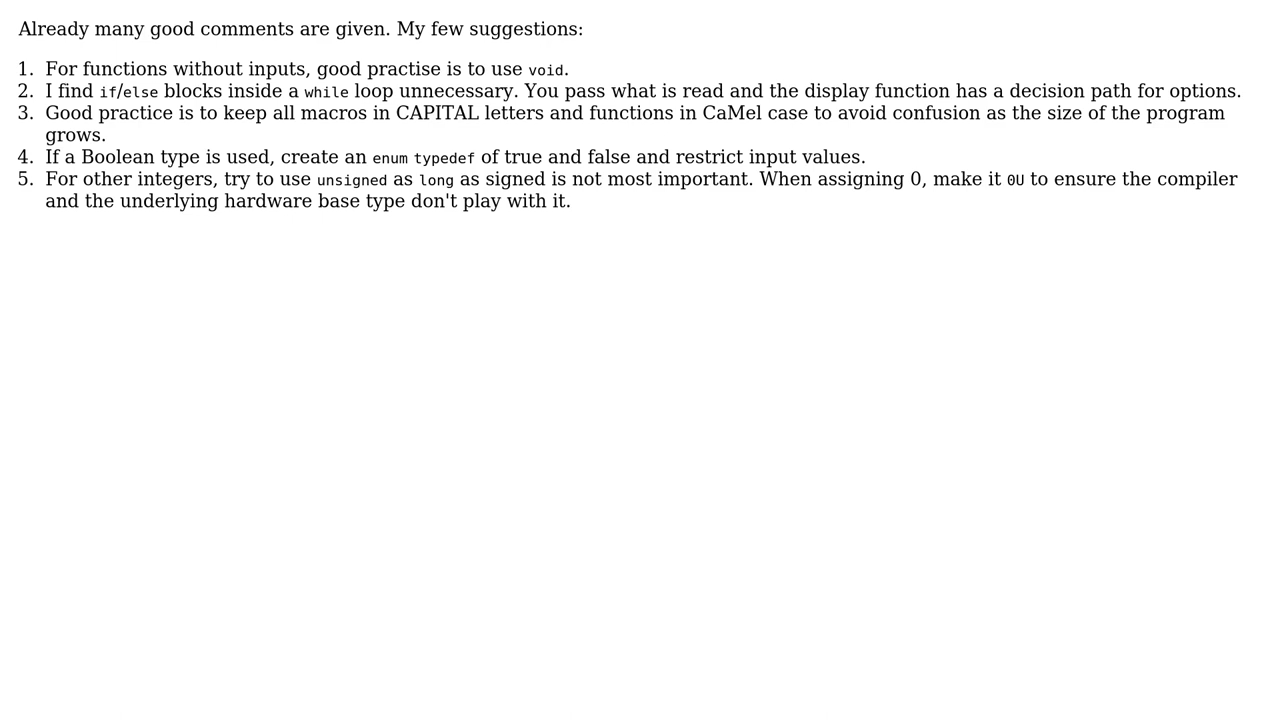 Already many good comments are given. My few suggestions:
1. For functions without inputs, good practise is to use void.
2. I find if/else blocks inside a while loop unnecessary. You pass what is read and the display function has a decision path for options.
3. Good practice is to keep all macros in CAPITAL letters and functions in CaMel case to avoid confusion as the size of the program
grows.
4. If a Boolean type is used, create an enum typedef of true and false and restrict input values.
5. For other integers, try to use unsigned as long as signed is not most important. When assigning 0, make it 0U to ensure the compiler
and the underlying hardware base type don't play with it.